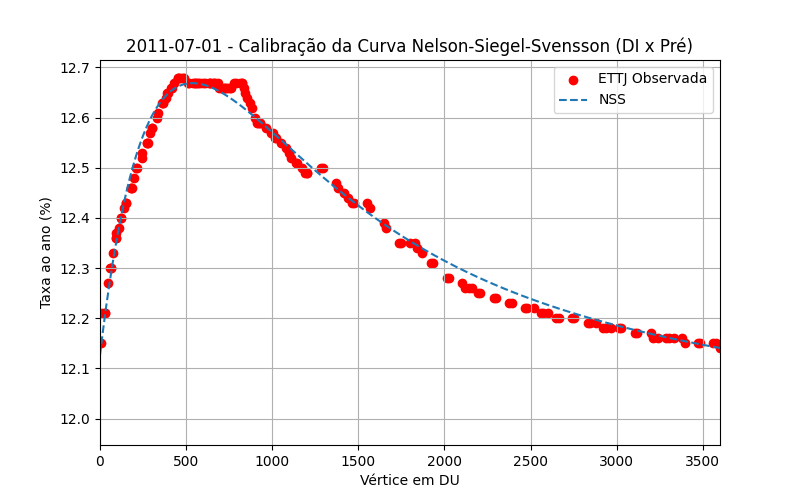 2011-07-01 - Calibração da Curva Nelson-Siegel-Svensson (DI x Pré)
ETTJ Observada
NSS
Taxa ao ano (%)
12.7
12.6
12.5
12.4
12.3
12.2
12.1
12.0
0 500 1000 1500 2000 2500 3000 3500
Vértice em DU